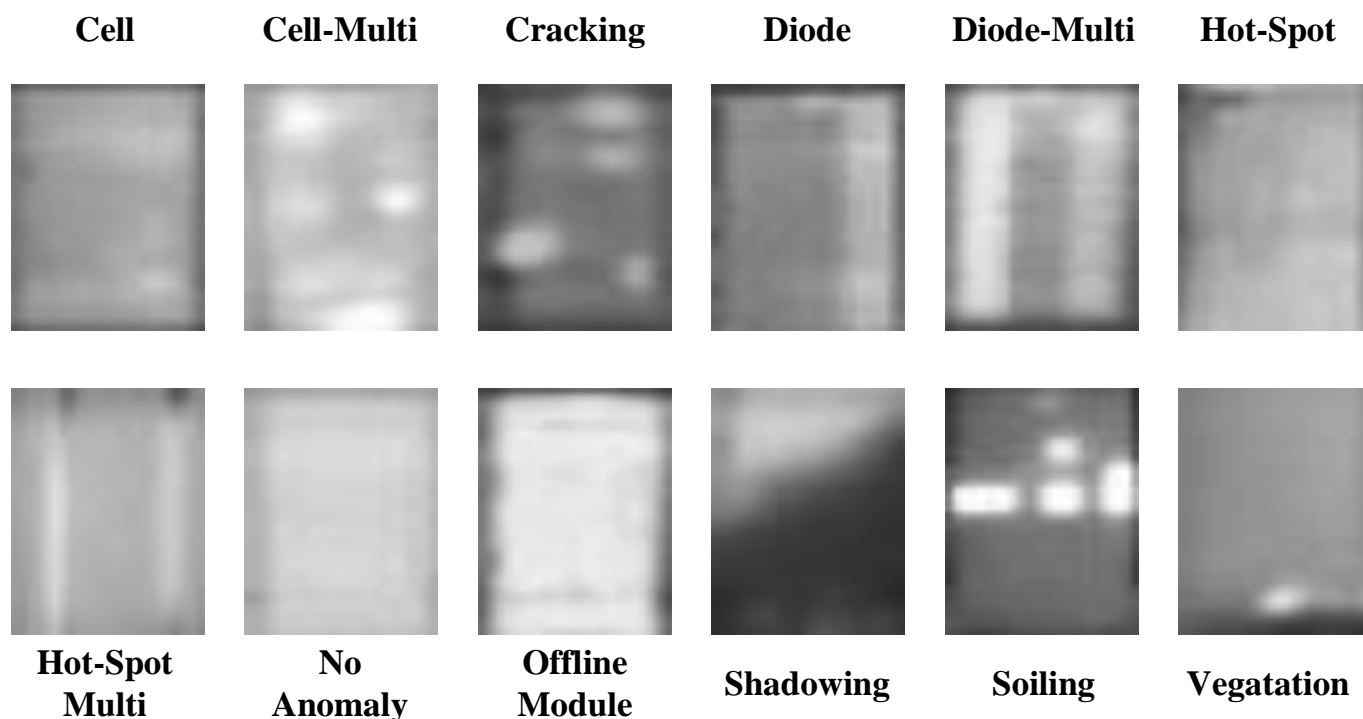 Cell Cell-Multi Cracking Diode Diode-Multi Hot-Spot
Hot-Spot No Offline Shadowing Soiling Vegatation
Multi Anomaly Module